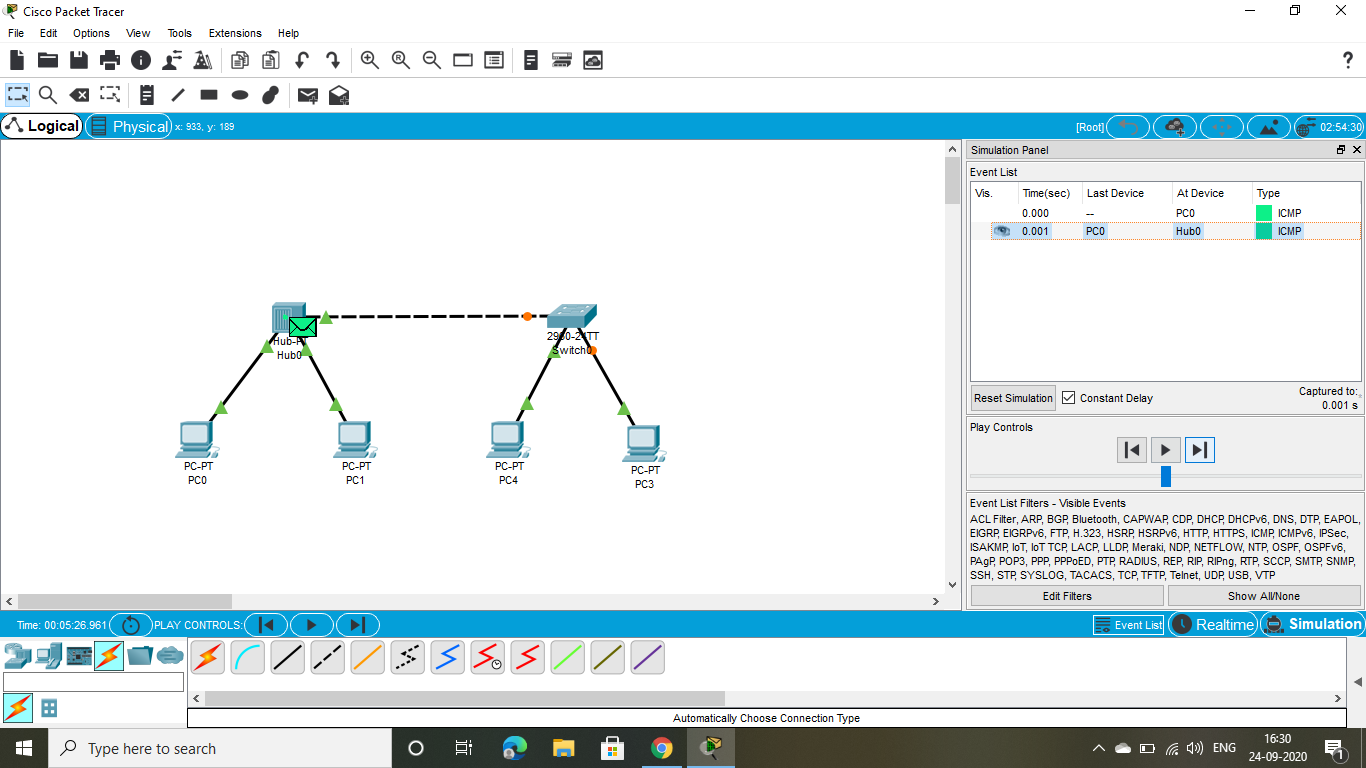 Cisco Packet Tracer
File Edit Options View Tools Extensions Help
?
Logical Physical x: 933, y: 189 [Root] 02:54:30
Simulation Panel
Event List
Vis. Time(sec) Last Device At Device Type
0.000 -- PC0 ICMP
0.001 PC0 Hub0 ICMP
Hub-PT
Hub0
2960-24TT
Switch0
PC-PT
PC0
PC-PT
PC1
PC-PT
PC4
PC-PT
PC3
Reset Simulation Constant Delay Captured to:
0.001 s
Play Controls
Event List Filters - Visible Events
ACL Filter, ARP, BGP, Bluetooth, CAPWAP, CDP, DHCP, DHCPv6, DNS, DTP, EAPOL,
EIGRP, EIGRPv6, FTP, H.323, HSRP, HSRPv6, HTTP, HTTPS, ICMP, ICMPv6, IPSec,
ISAKMP, IoT, IoT TCP, LACP, LLDP, Meraki, NDP, NETFLOW, NTP, OSPF, OSPFv6,
PAgP, POP3, PPP, PPPoED, PTP, RADIUS, REP, RIP, RIPng, RTP, SCCP, SMTP, SNMP,
SSH, STP, SYSLOG, TACACS, TCP, TFTP, Telnet, UDP, USB, VTP
Edit Filters Show All/None
Time: 00:05:26.961 PLAY CONTROLS: Event List Realtime Simulation
Automatically Choose Connection Type
Type here to search
ENG
16:30
24-09-2020
1